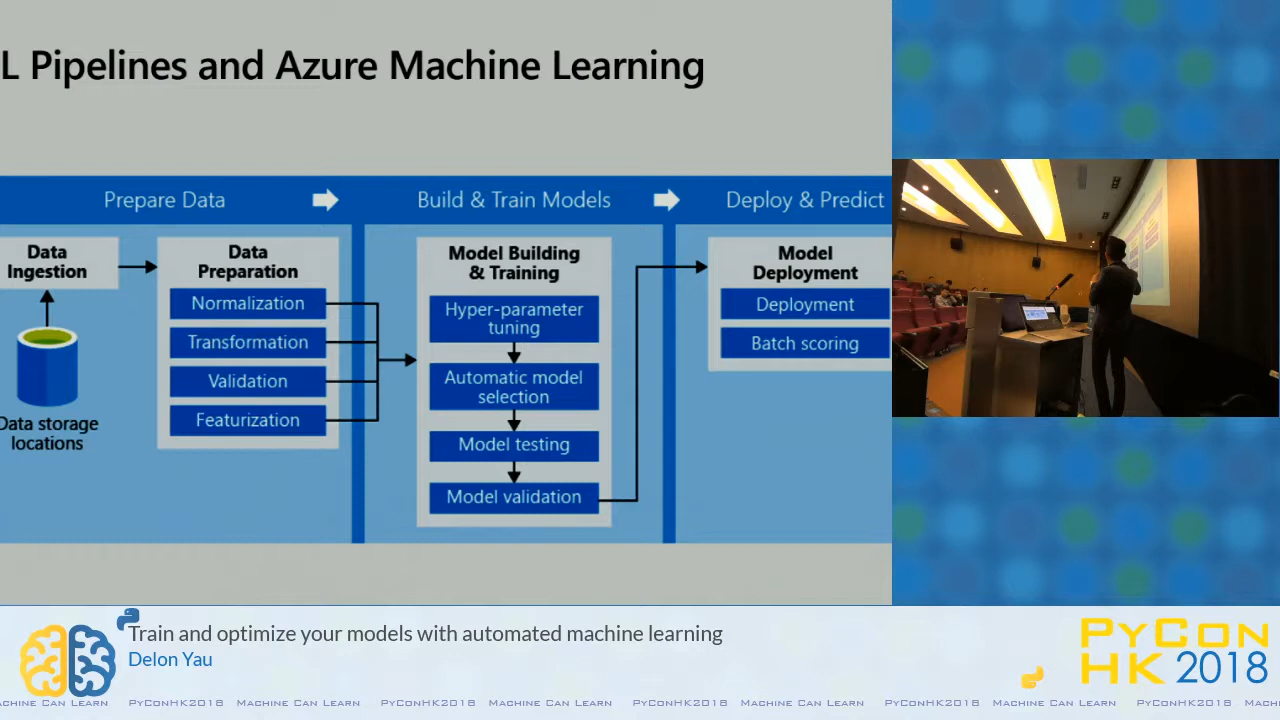 L Pipelines and Azure Machine Learning
Prepare Data
Build & Train Models
Deploy & Predict
Data
Ingestion
Data storage
locations
Data
Preparation
Normalization
Transformation
Validation
Featurization
Model Building
& Training
Hyper-parameter
tuning
Automatic model
selection
Model testing
Model validation
Model
Deployment
Deployment
Batch scoring
Train and optimize your models with automated machine learning
Delon Yau
PyCon
HK 2018
achine Can Learn PyConHK2018 Machine Can Learn PyConHK2018 Machine Can Learn PyConHK2018 Machine Can Learn PyConHK2018 Machine Can Learn PyConHK2018 Mach